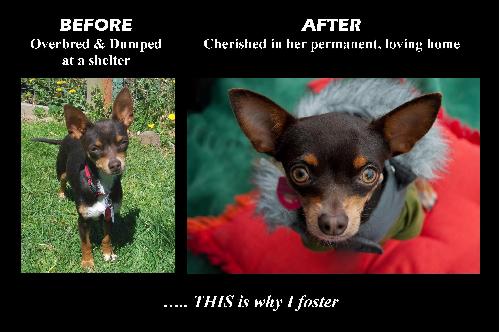 BEFORE
Overbred & Dumped
at a shelter
AFTER
Cherished in her permanent, loving home
..... THIS is why I foster